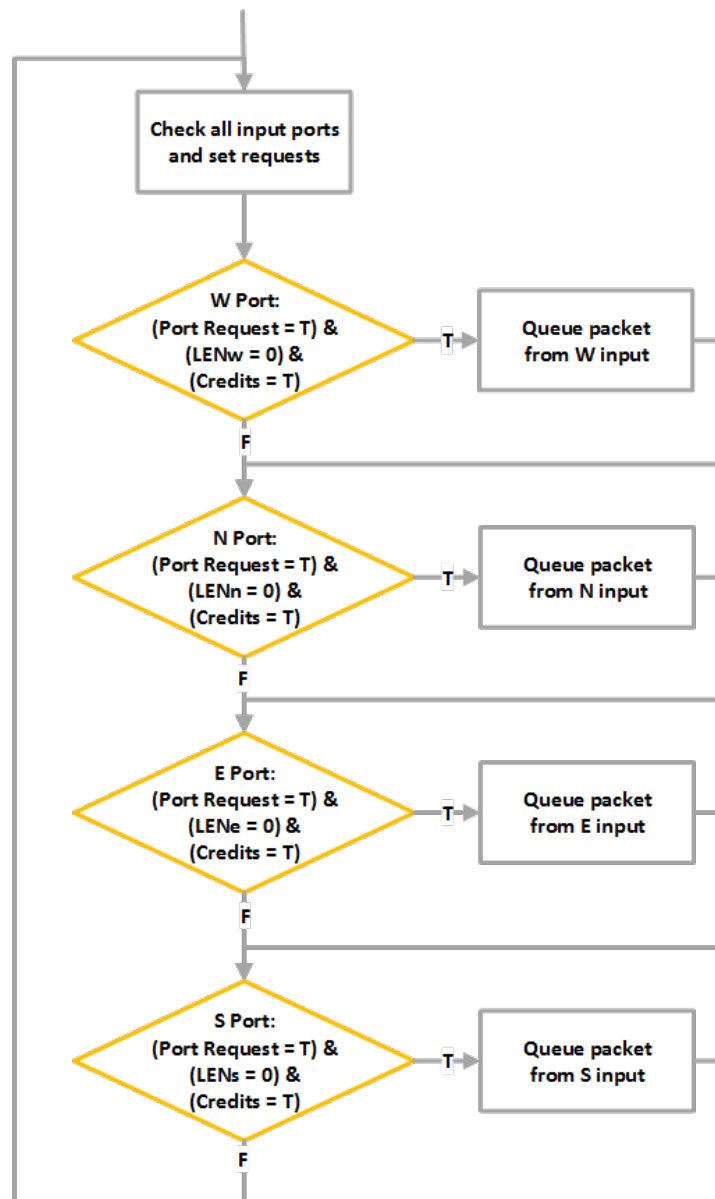 Check all input ports
and set requests
W Port:
(Port Request = T) &
(LENw = 0) &
(Credits = T)
T
Queue packet
from W input
F
N Port:
(Port Request = T) &
(LENn = 0) &
(Credits = T)
T
Queue packet
from N input
F
E Port:
(Port Request = T) &
(LENe = 0) &
(Credits = T)
T
Queue packet
from E input
F
S Port:
(Port Request = T) &
(LENs = 0) &
(Credits = T)
T
Queue packet
from S input
F